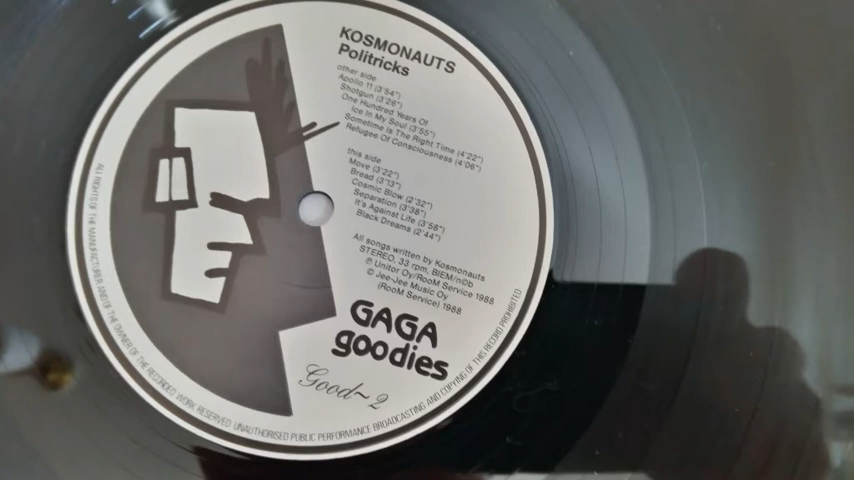 KOSMONAUTS
Politricks
other side
Apollo 11 (3'54")
Shotgun (3'26")
One Hundred Years Of
Ice In My Soul (3'55")
Sometime Is The Right Time (4'22")
Refugee Of Consciousness (4'06")
this side
Move (3'22")
Bread (3'13")
Cosmic Blow (2'32")
Separation (3'38")
It's Against Life (3'58")
Black Dreams (2'44")
All songs written by Kosmonauts
STEREO, 33 rpm, BIEM/n©b
℗ Unitor Oy/RooM Service 1988
© Jee-Jee Music Oy
(RooM Service) 1988
GAGA
goodies
Good~2
ALL RIGHTS OF THE MANUFACTURER AND OF THE OWNER OF THE RECORDED WORK RESERVED UNAUTHORISED PUBLIC PERFORMANCE BROADCASTING AND COPYING OF THIS RECORD PROHIBITED